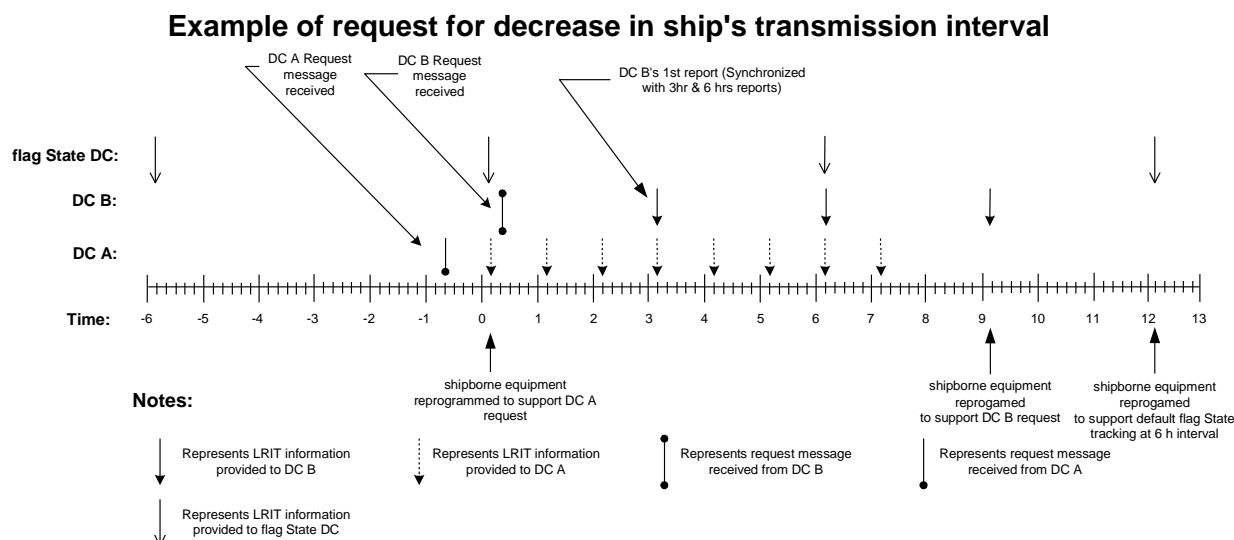 Example of request for decrease in ship's transmission interval
DC A Request
message
received
DC B Request
message
received
DC B's 1st report (Synchronized
with 3hr & 6 hrs reports)
flag State DC:
DC B:
DC A:
Time:
-6 -5 -4 -3 -2 -1 0 1 2 3 4 5 6 7 8 9 10 11 12 13
shipborne equipment
reprogrammed to support DC A
request
shipborne equipment
reprogamed
to support DC B request
shipborne equipment
reprogamed
to support default flag State
tracking at 6 h interval
Notes:
Represents LRIT information
provided to DC B
Represents LRIT information
provided to DC A
Represents request message
received from DC B
Represents request message
received from DC A
Represents LRIT information
provided to flag State DC